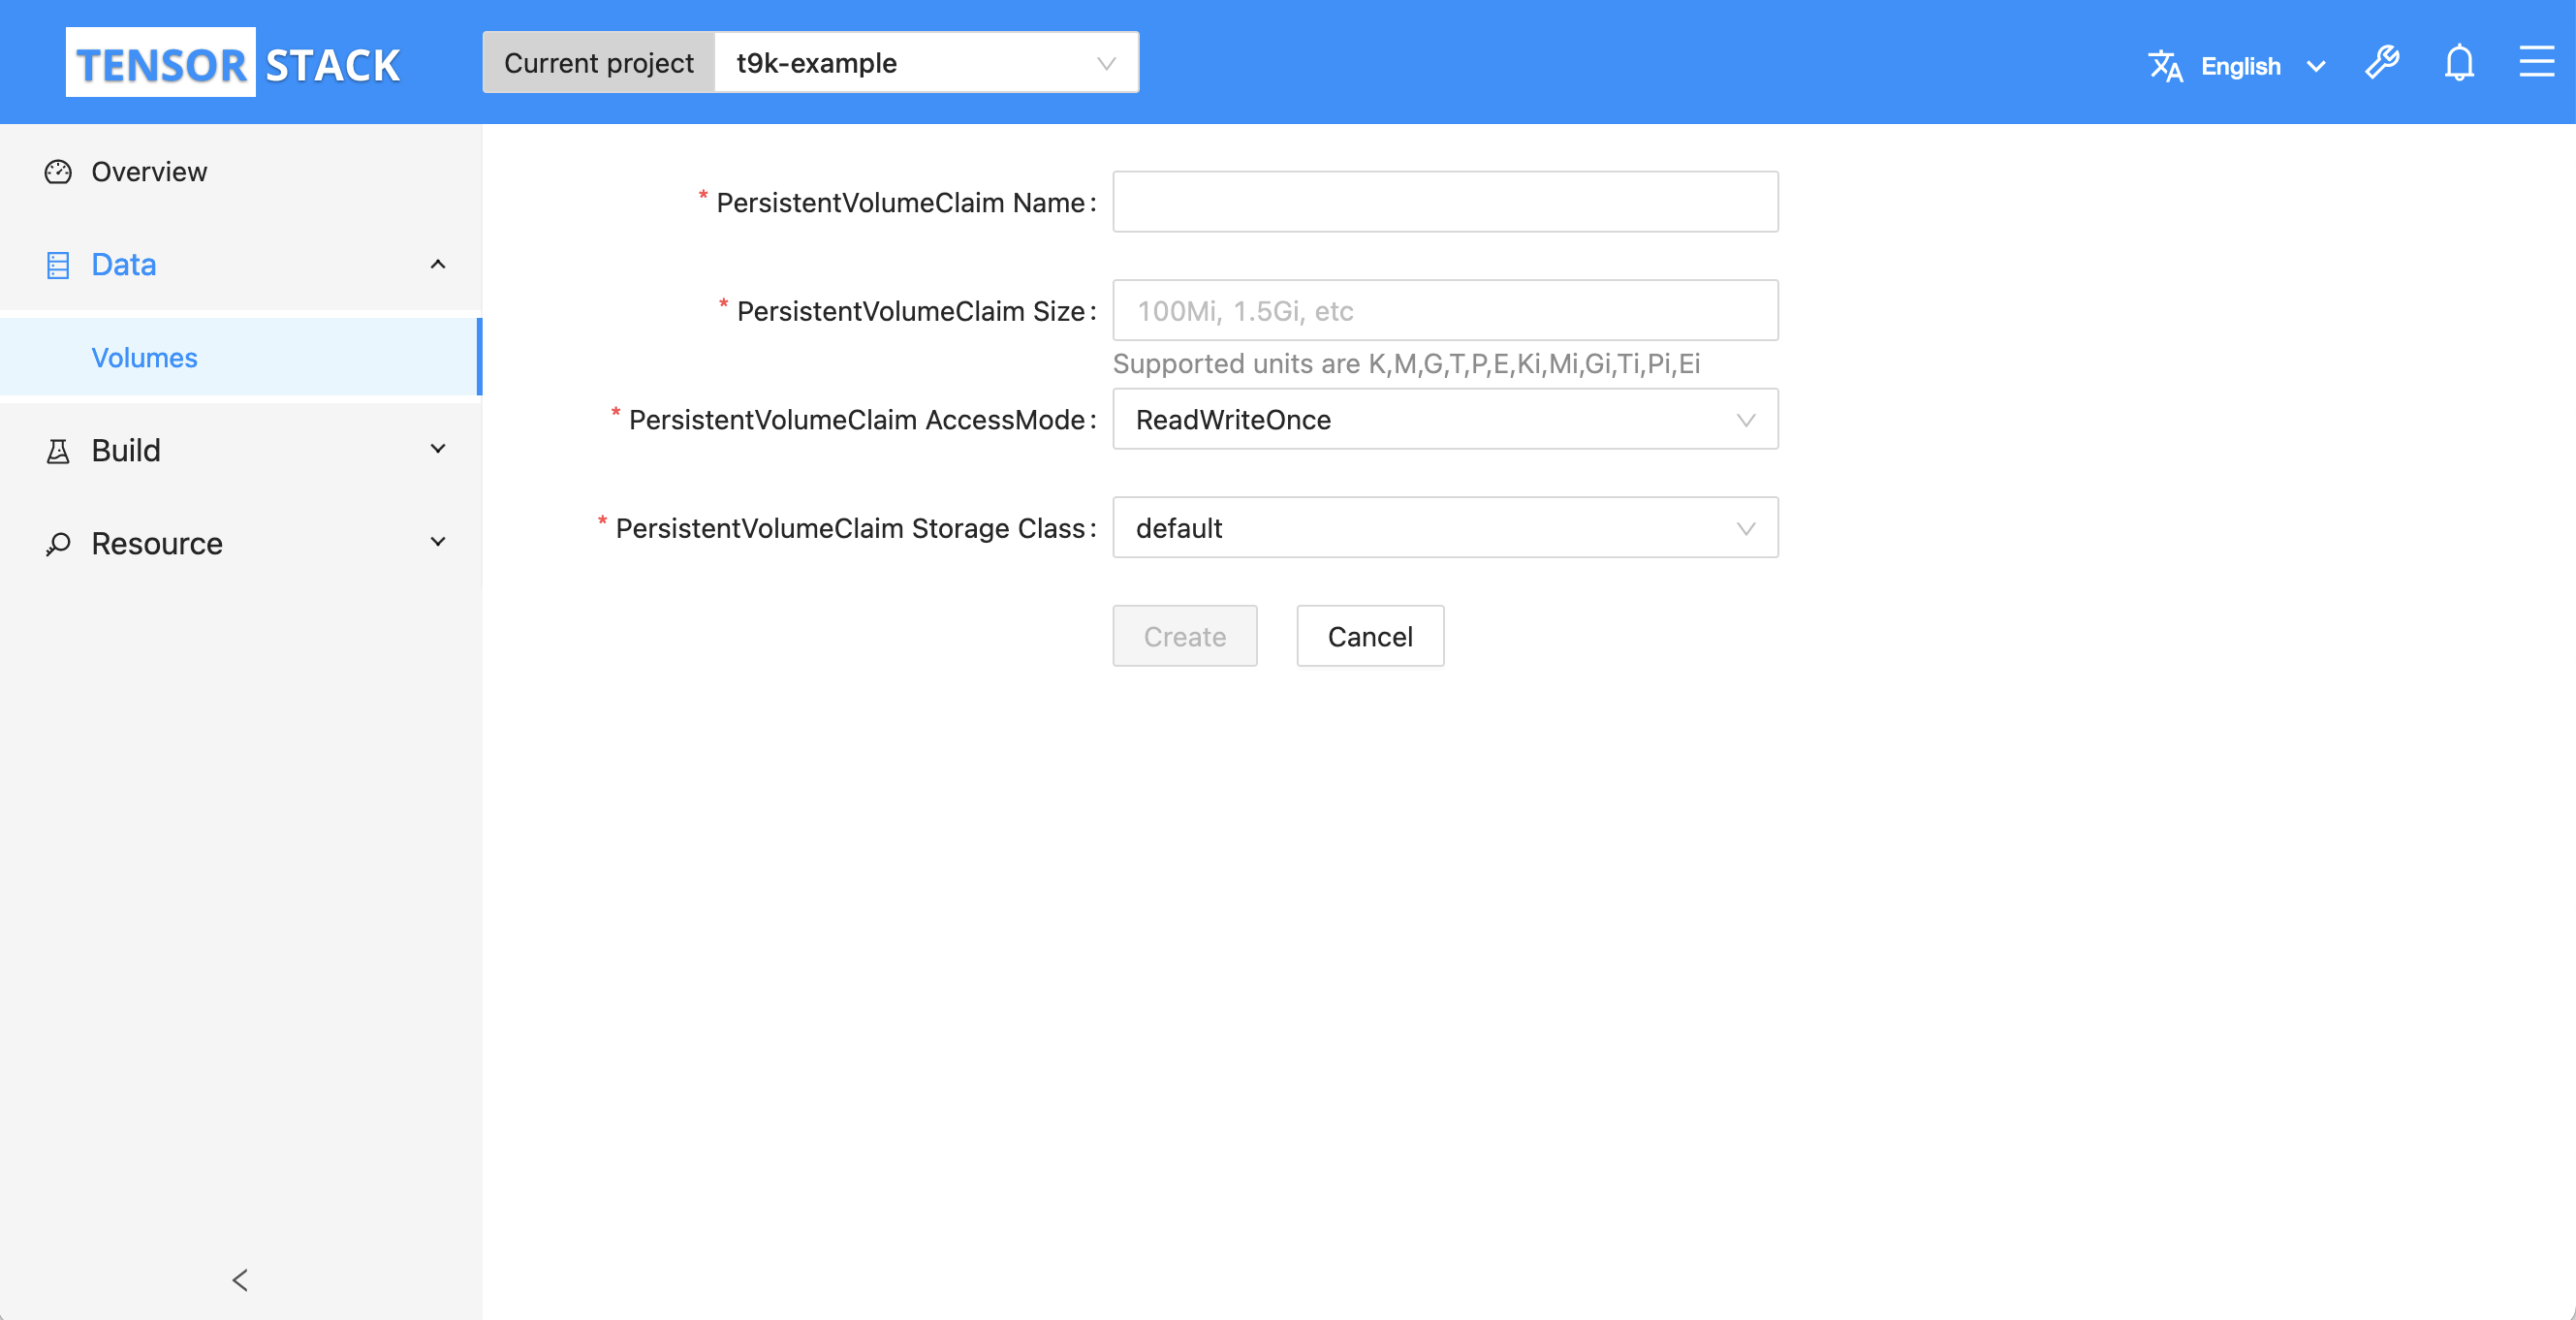 TENSOR STACK
Current project t9k-example
English
Overview
Data
Volumes
Build
Resource
* PersistentVolumeClaim Name:
* PersistentVolumeClaim Size: 100Mi, 1.5Gi, etc
Supported units are K,M,G,T,P,E,Ki,Mi,Gi,Ti,Pi,Ei
* PersistentVolumeClaim AccessMode: ReadWriteOnce
* PersistentVolumeClaim Storage Class: default
Create Cancel